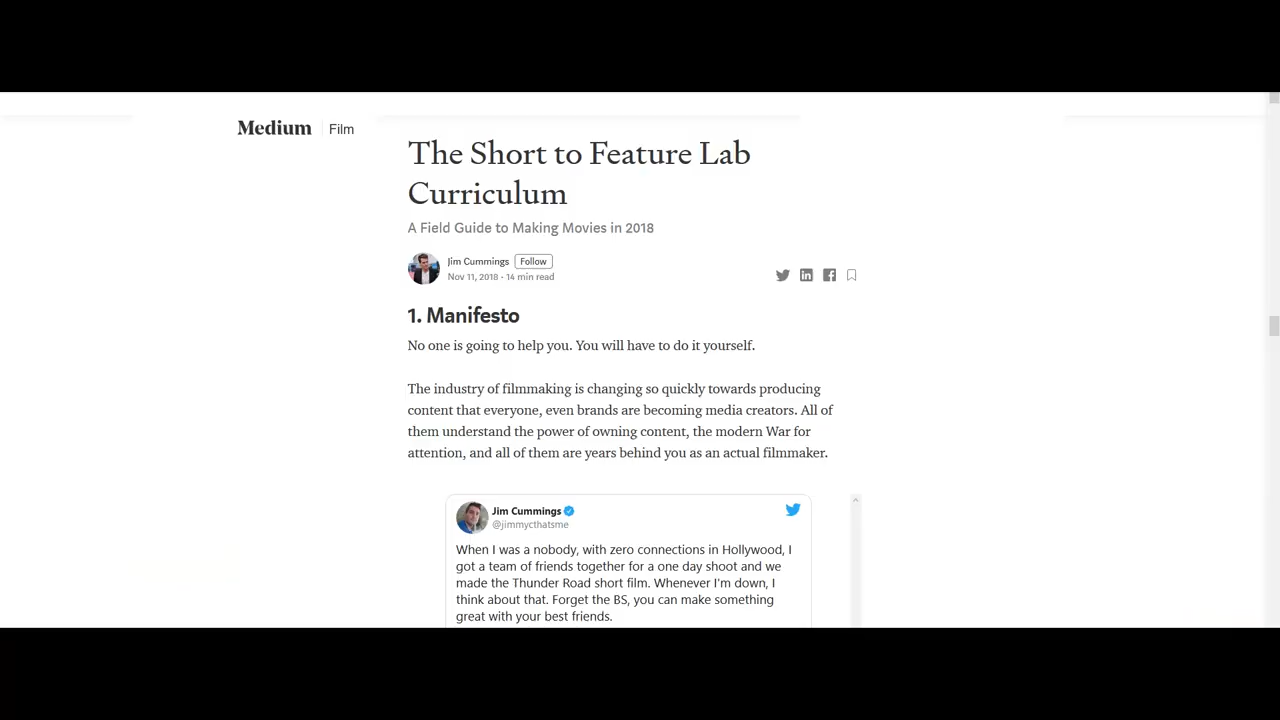 Medium Film
The Short to Feature Lab
Curriculum
A Field Guide to Making Movies in 2018
Jim Cummings Follow
Nov 11, 2018 · 14 min read
1. Manifesto
No one is going to help you. You will have to do it yourself.
The industry of filmmaking is changing so quickly towards producing
content that everyone, even brands are becoming media creators. All of
them understand the power of owning content, the modern War for
attention, and all of them are years behind you as an actual filmmaker.
Jim Cummings
@jimmycthatsme
When I was a nobody, with zero connections in Hollywood, I
got a team of friends together for a one day shoot and we
made the Thunder Road short film. Whenever I'm down, I
think about that. Forget the BS, you can make something
great with your best friends.